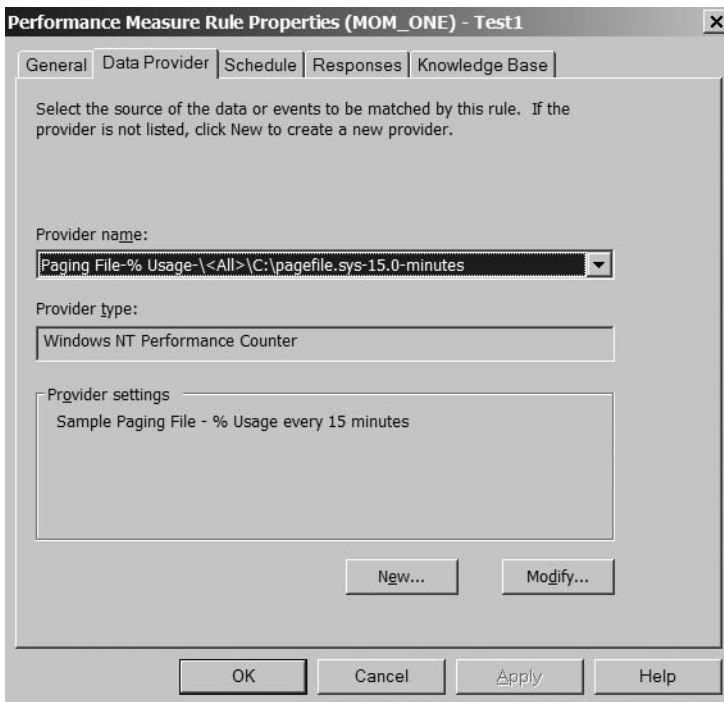 Performance Measure Rule Properties (MOM_ONE) - Test1
General
Data Provider
Schedule
Responses
Knowledge Base
Select the source of the data or events to be matched by this rule. If the
provider is not listed, click New to create a new provider.
Provider name:
Paging File-% Usage-\<All>\C:\pagefile.sys-15.0-minutes
Provider type:
Windows NT Performance Counter
Provider settings
Sample Paging File - % Usage every 15 minutes
New...
Modify...
OK
Cancel
Apply
Help